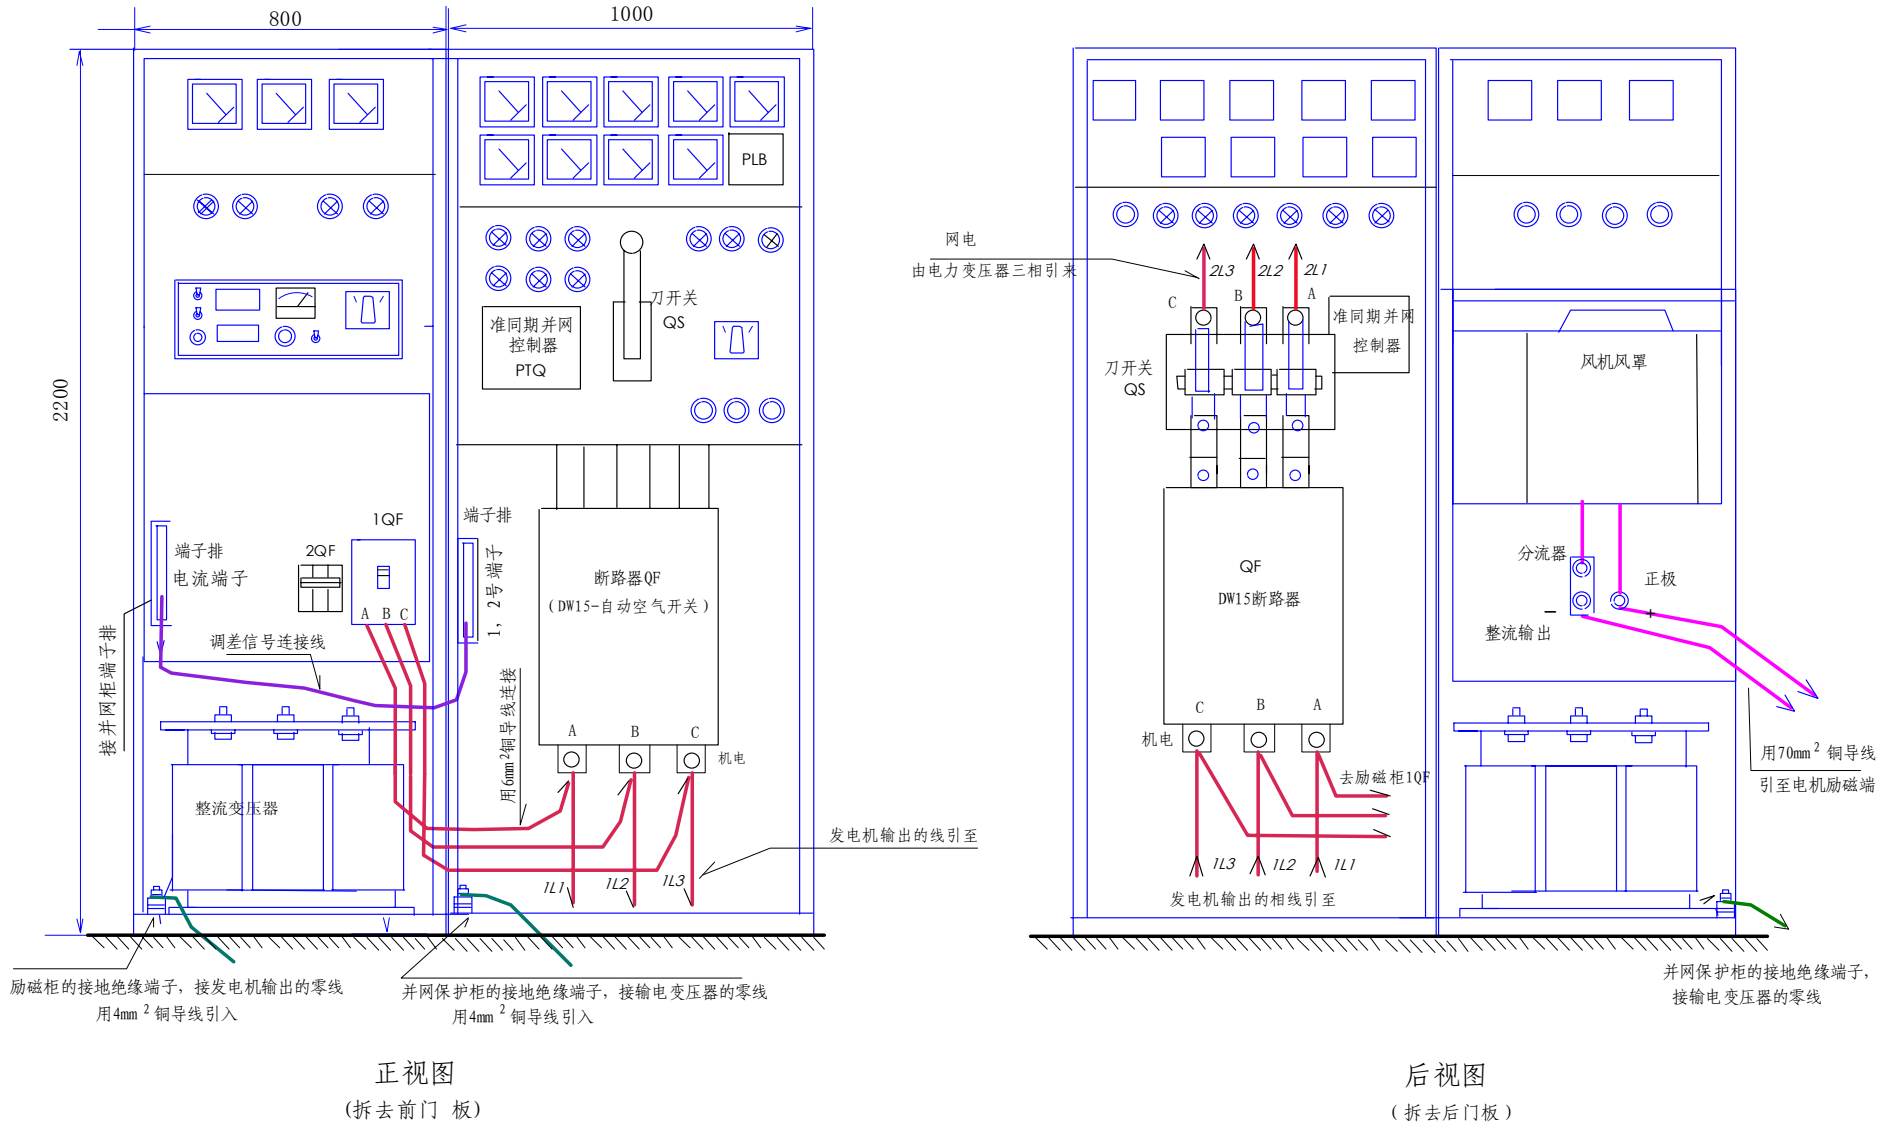 800
1000
2200
PLB
刀开关
QS
准同期并网
控制器
PTQ
1QF
2QF
端子排
电流端子
A B C
端子排
1，2号端子
断路器QF
(DW15-自动空气开关)
调差信号连接线
接并网柜端子排
用6mm²铜导线连接
A
B
C
机电
整流变压器
1L1
1L2
1L3
发电机输出的线引至
励磁柜的接地绝缘端子，接发电机输出的零线
用4mm²铜导线引入
并网保护柜的接地绝缘端子，接输电变压器的零线
用4mm²铜导线引入
正视图
(拆去前门 板)
网电
由电力变压器三相引来
2L3
2L2
2L1
C
B
A
准同期并网
控制器
刀开关
QS
风机风罩
QF
DW15断路器
分流器
正极
－
+
整流输出
C
B
A
机电
去励磁柜1QF
用70mm²铜导线
引至电机励磁端
1L3
1L2
1L1
发电机输出的相线引至
并网保护柜的接地绝缘端子，
接输电变压器的零线
后视图
(拆去后门板)